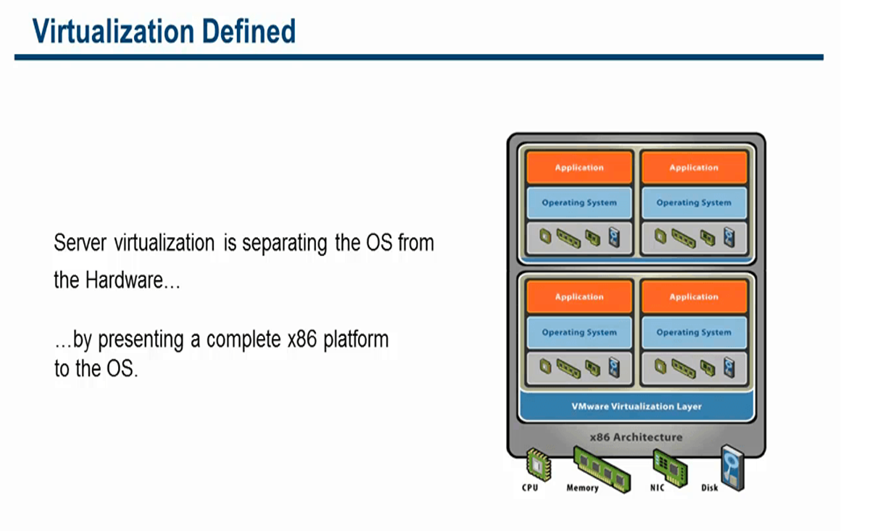 Virtualization Defined
Server virtualization is separating the OS from
the Hardware…
…by presenting a complete x86 platform
to the OS.
Application
Application
Operating System
Operating System
Application
Application
Operating System
Operating System
VMware Virtualization Layer
x86 Architecture
CPU
Memory
NIC
Disk